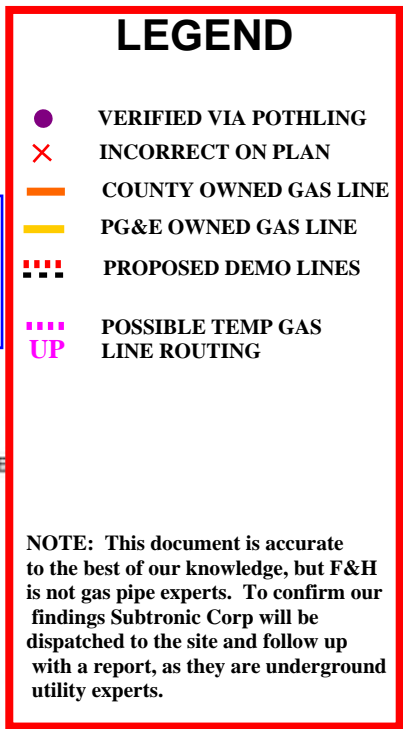 LEGEND
VERIFIED VIA POTHLING
INCORRECT ON PLAN
COUNTY OWNED GAS LINE
PG&E OWNED GAS LINE
PROPOSED DEMO LINES
POSSIBLE TEMP GAS
UP LINE ROUTING
NOTE: This document is accurate
to the best of our knowledge, but F&H
is not gas pipe experts. To confirm our
findings Subtronic Corp will be
dispatched to the site and follow up
with a report, as they are underground
utility experts.